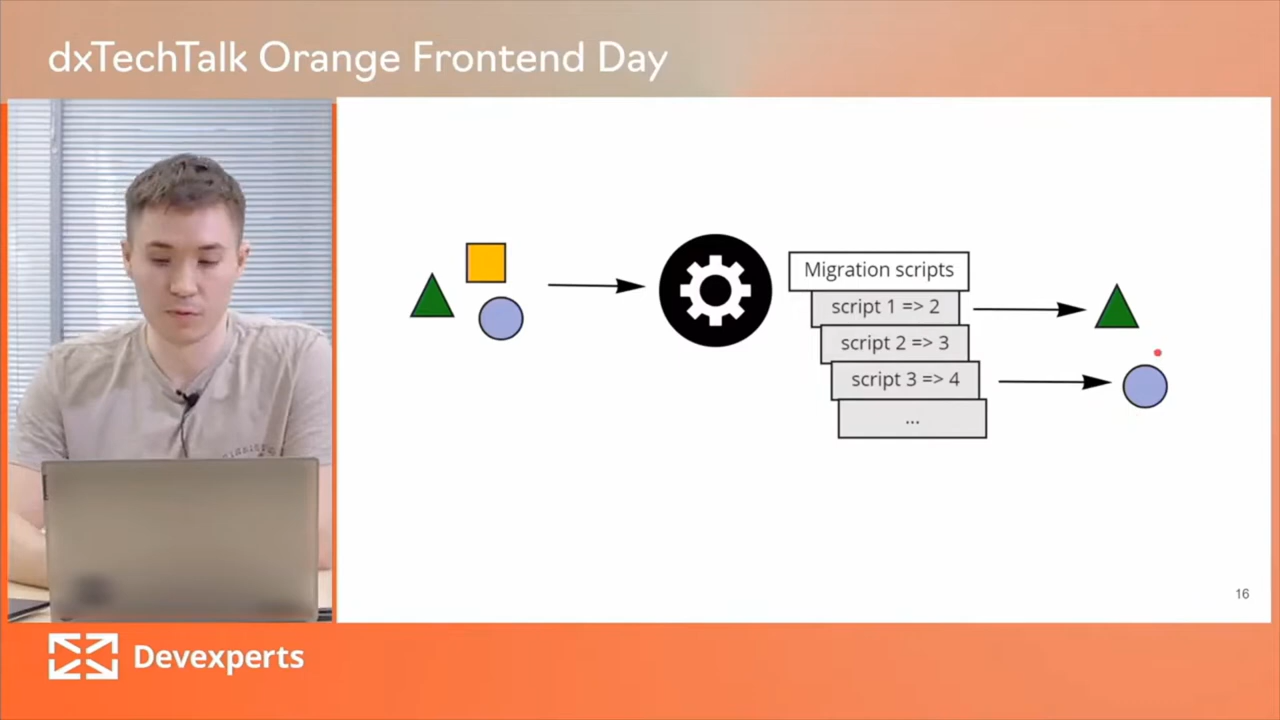 dxTechTalk Orange Frontend Day
Migration scripts
script 1 => 2
script 2 => 3
script 3 => 4
...
16
Devexperts